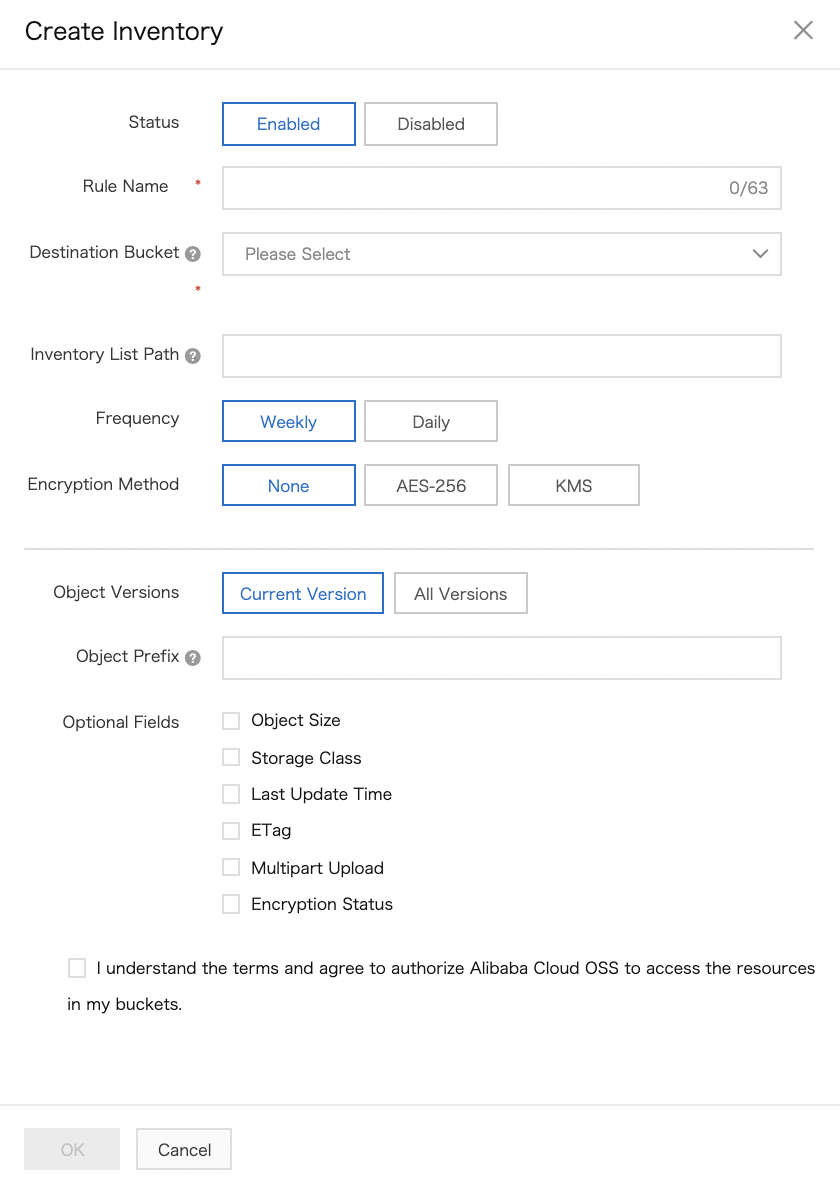 Create Inventory
Status Enabled Disabled
Rule Name * 0/63
Destination Bucket ? Please Select
*
Inventory List Path ?
Frequency Weekly Daily
Encryption Method None AES-256 KMS
Object Versions Current Version All Versions
Object Prefix ?
Optional Fields Object Size
Storage Class
Last Update Time
ETag
Multipart Upload
Encryption Status
I understand the terms and agree to authorize Alibaba Cloud OSS to access the resources
in my buckets.
OK Cancel